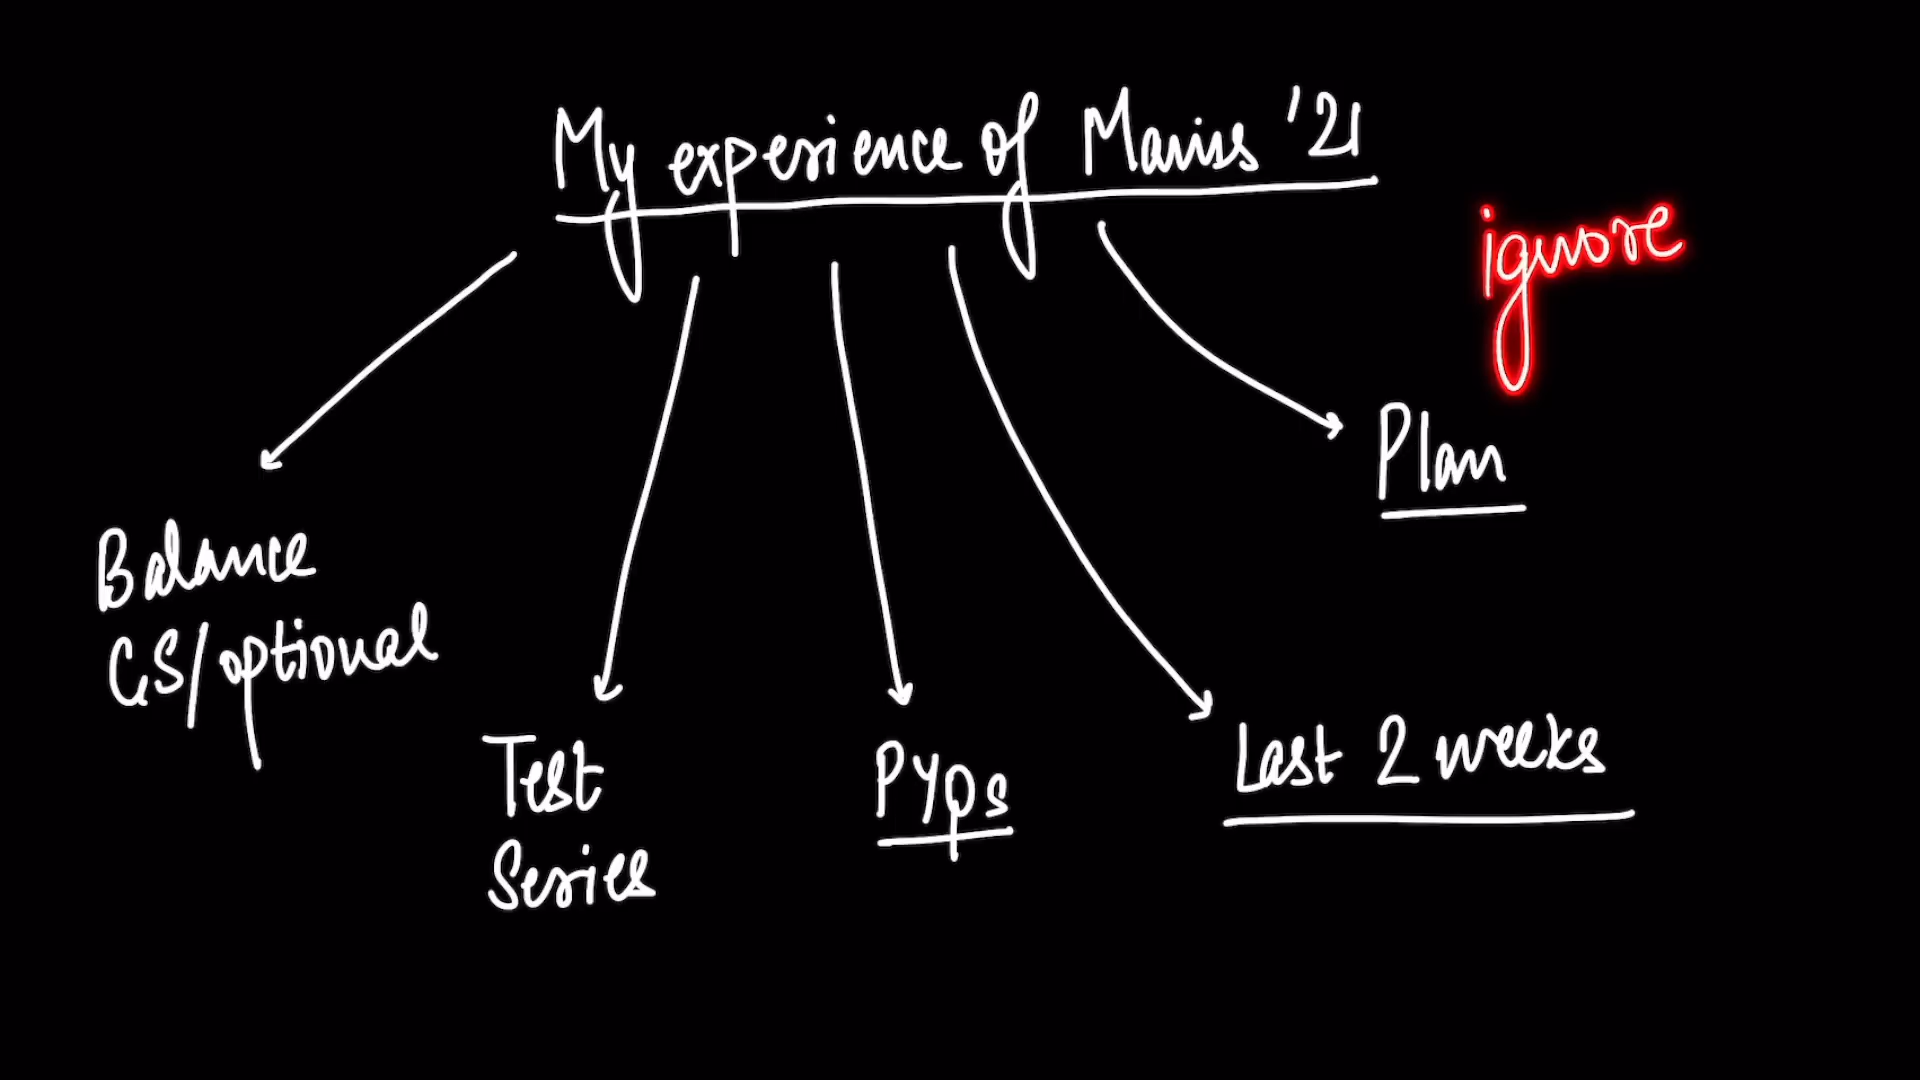 My experience of Mains '21
ignore
Plan
Balance
GS/optional
Test
Series
PYPs
Last 2 weeks